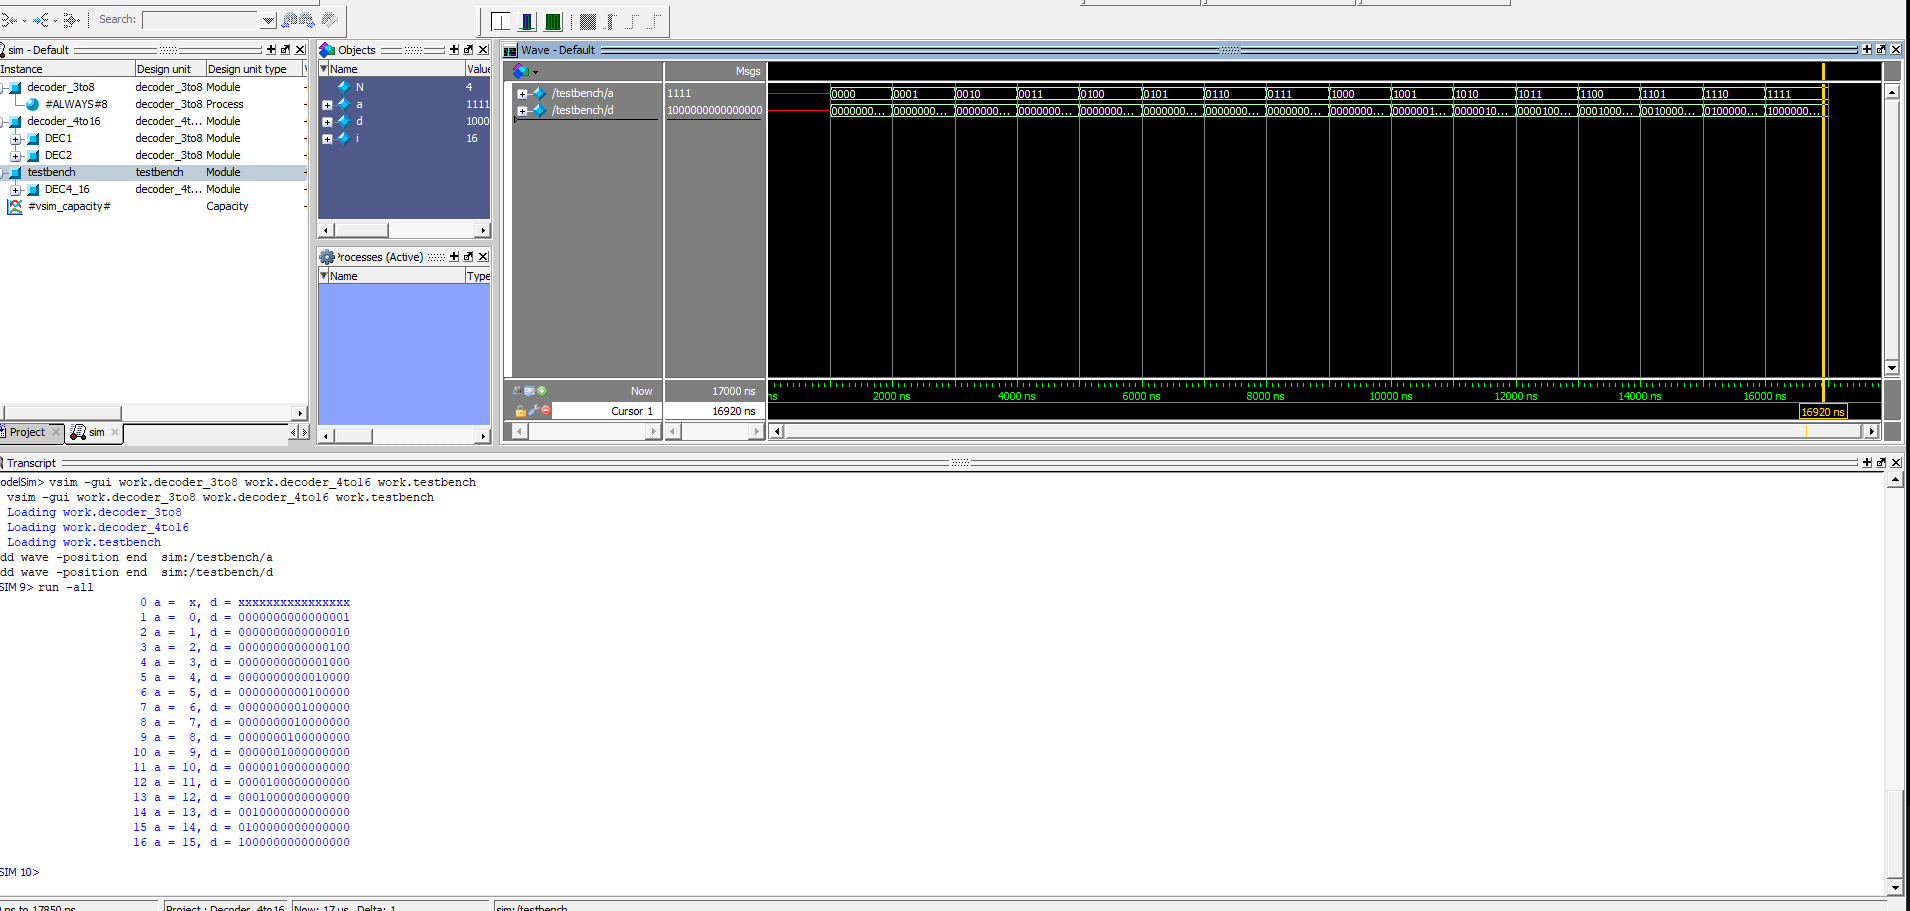 Search:
sim - Default
Instance Design unit Design unit type
decoder_3to8 decoder_3to8 Module
#ALWAYS#8 decoder_3to8 Process
decoder_4to16 decoder_4t... Module
DEC1 decoder_3to8 Module
DEC2 decoder_3to8 Module
testbench testbench Module
DEC4_16 decoder_4t... Module
#vsim_capacity# Capacity
Project sim
Objects
Name Value
N 4
a 1111
d 1000
i 16
Processes (Active)
Name Type
Wave - Default
Msgs
/testbench/a 1111 0000 0001 0010 0011 0100 0101 0110 0111 1000 1001 1010 1011 1100 1101 1110 1111
/testbench/d 1000000000000000 0000000... 0000000... 0000000... 0000000... 0000000... 0000000... 0000000... 0000000... 0000000... 0000001... 0000010... 0000100... 0001000... 0010000... 0100000... 1000000...
Now 17000 ns ns 2000 ns 4000 ns 6000 ns 8000 ns 10000 ns 12000 ns 14000 ns 16000 ns
Cursor 1 16920 ns 16920 ns
Transcript
odelSim> vsim -gui work.decoder_3to8 work.decoder_4to16 work.testbench
vsim -gui work.decoder_3to8 work.decoder_4to16 work.testbench
Loading work.decoder_3to8
Loading work.decoder_4to16
Loading work.testbench
dd wave -position end sim:/testbench/a
dd wave -position end sim:/testbench/d
SIM 9> run -all
0 a = x, d = xxxxxxxxxxxxxxxx
1 a = 0, d = 0000000000000001
2 a = 1, d = 0000000000000010
3 a = 2, d = 0000000000000100
4 a = 3, d = 0000000000001000
5 a = 4, d = 0000000000010000
6 a = 5, d = 0000000000100000
7 a = 6, d = 0000000001000000
8 a = 7, d = 0000000010000000
9 a = 8, d = 0000000100000000
10 a = 9, d = 0000001000000000
11 a = 10, d = 0000010000000000
12 a = 11, d = 0000100000000000
13 a = 12, d = 0001000000000000
14 a = 13, d = 0010000000000000
15 a = 14, d = 0100000000000000
16 a = 15, d = 1000000000000000
SIM 10>
ns to 17850 ns Project : Decoder_4to16 Now: 17 us Delta: 1 sim:/testbench